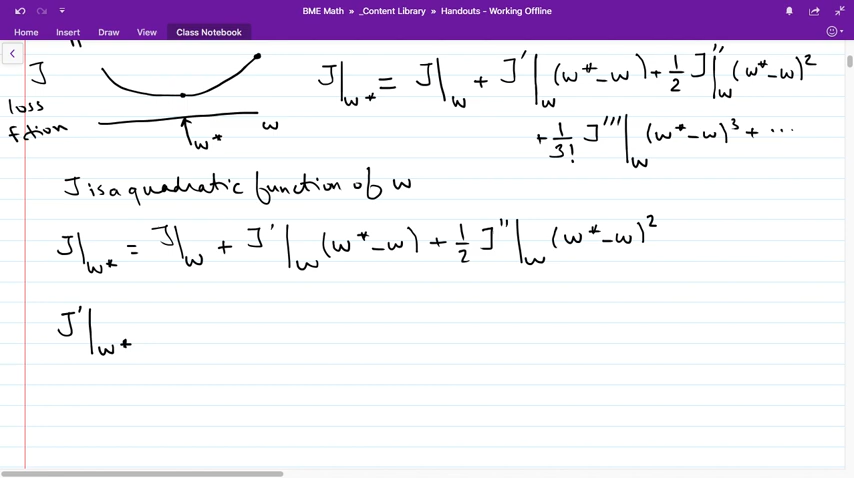 BME Math » _Content Library » Handouts - Working Offline
Home Insert Draw View Class Notebook
J
loss
fction
w
w*
J|w* = J|w + J'|w (w* - w) + 1/2 J''|w (w* - w)²
+ 1/3! J'''|w (w* - w)³ + ...
J is a quadratic function of w
J|w* = J|w + J'|w (w* - w) + 1/2 J''|w (w* - w)²
J'|w*